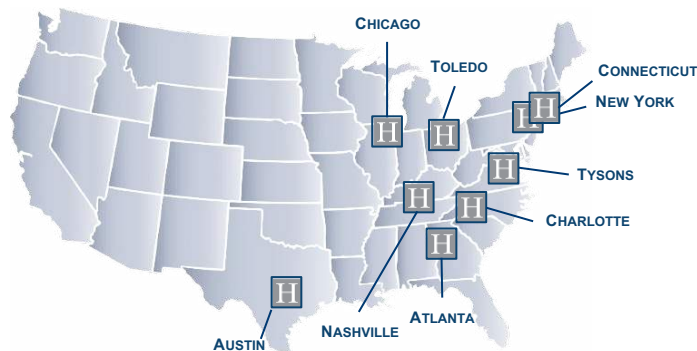 CHICAGO
TOLEDO
CONNECTICUT
NEW YORK
H
H
H
H
TYSONS
H
H
H
CHARLOTTE
H
H
ATLANTA
NASHVILLE
AUSTIN